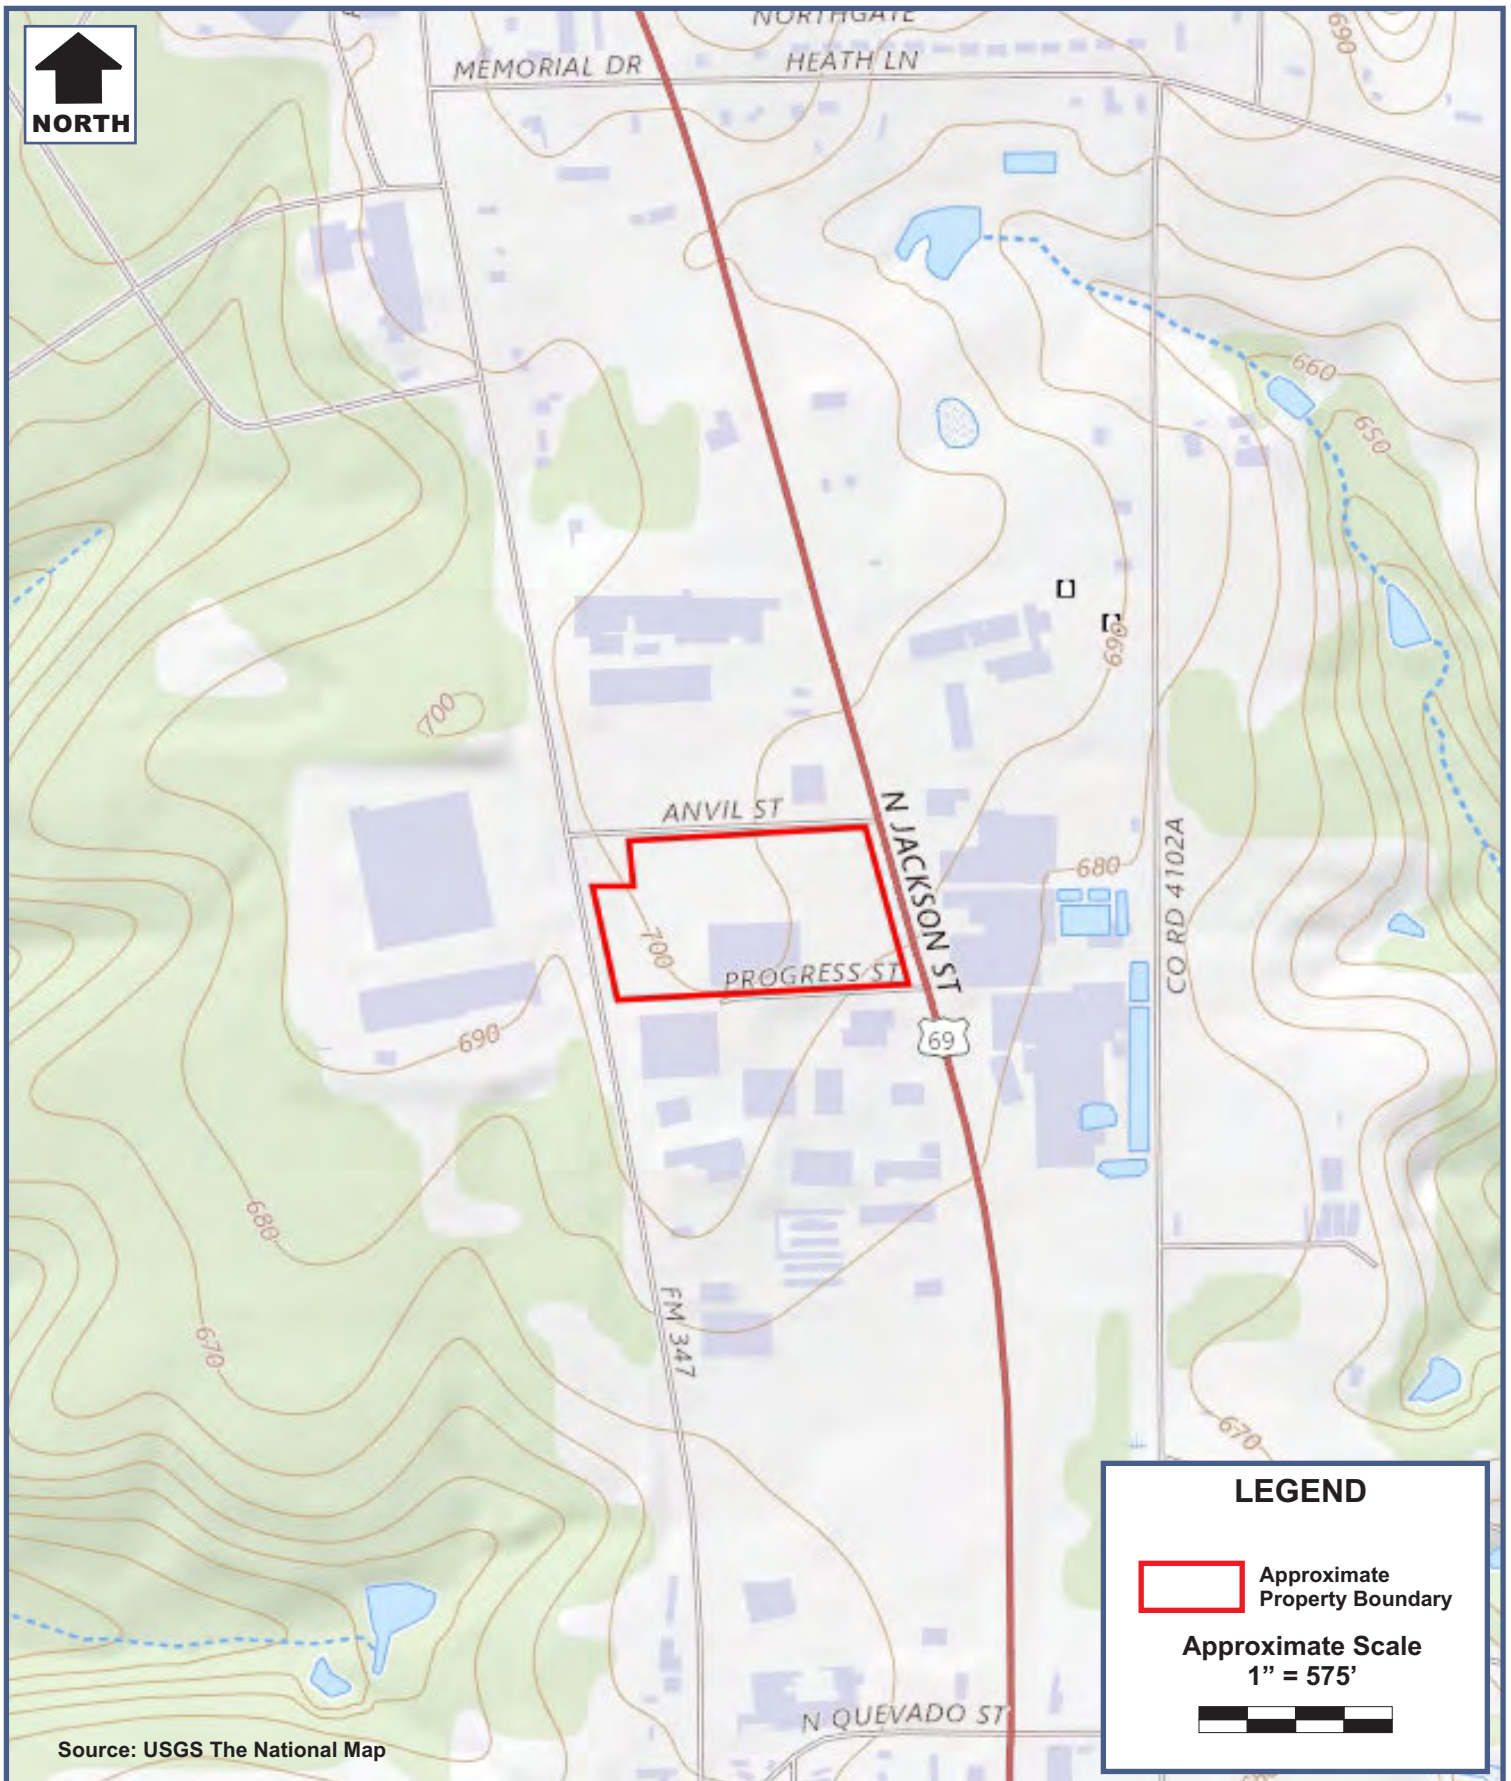 NORTHGATE
MEMORIAL DR
HEATH LN
690
NORTH
660
650
690
700
ANVIL ST
N JACKSON ST
680
CO RD 4102A
700
PROGRESS ST
690
69
680
FM 347
670
670
LEGEND
Approximate
Property Boundary
Approximate Scale
1” = 575’
N QUEVADO ST
Source: USGS The National Map